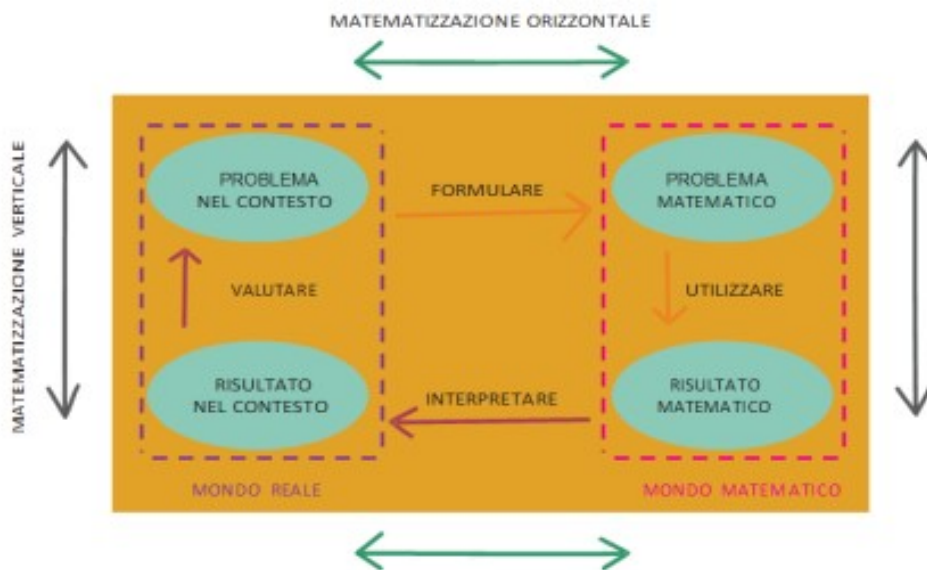 MATEMATIZZAZIONE ORIZZONTALE
MATEMATIZZAZIONE VERTICALE
PROBLEMA
NEL CONTESTO
FORMULARE
PROBLEMA
MATEMATICO
VALUTARE
UTILIZZARE
RISULTATO
NEL CONTESTO
INTERPRETARE
RISULTATO
MATEMATICO
MONDO REALE
MONDO MATEMATICO